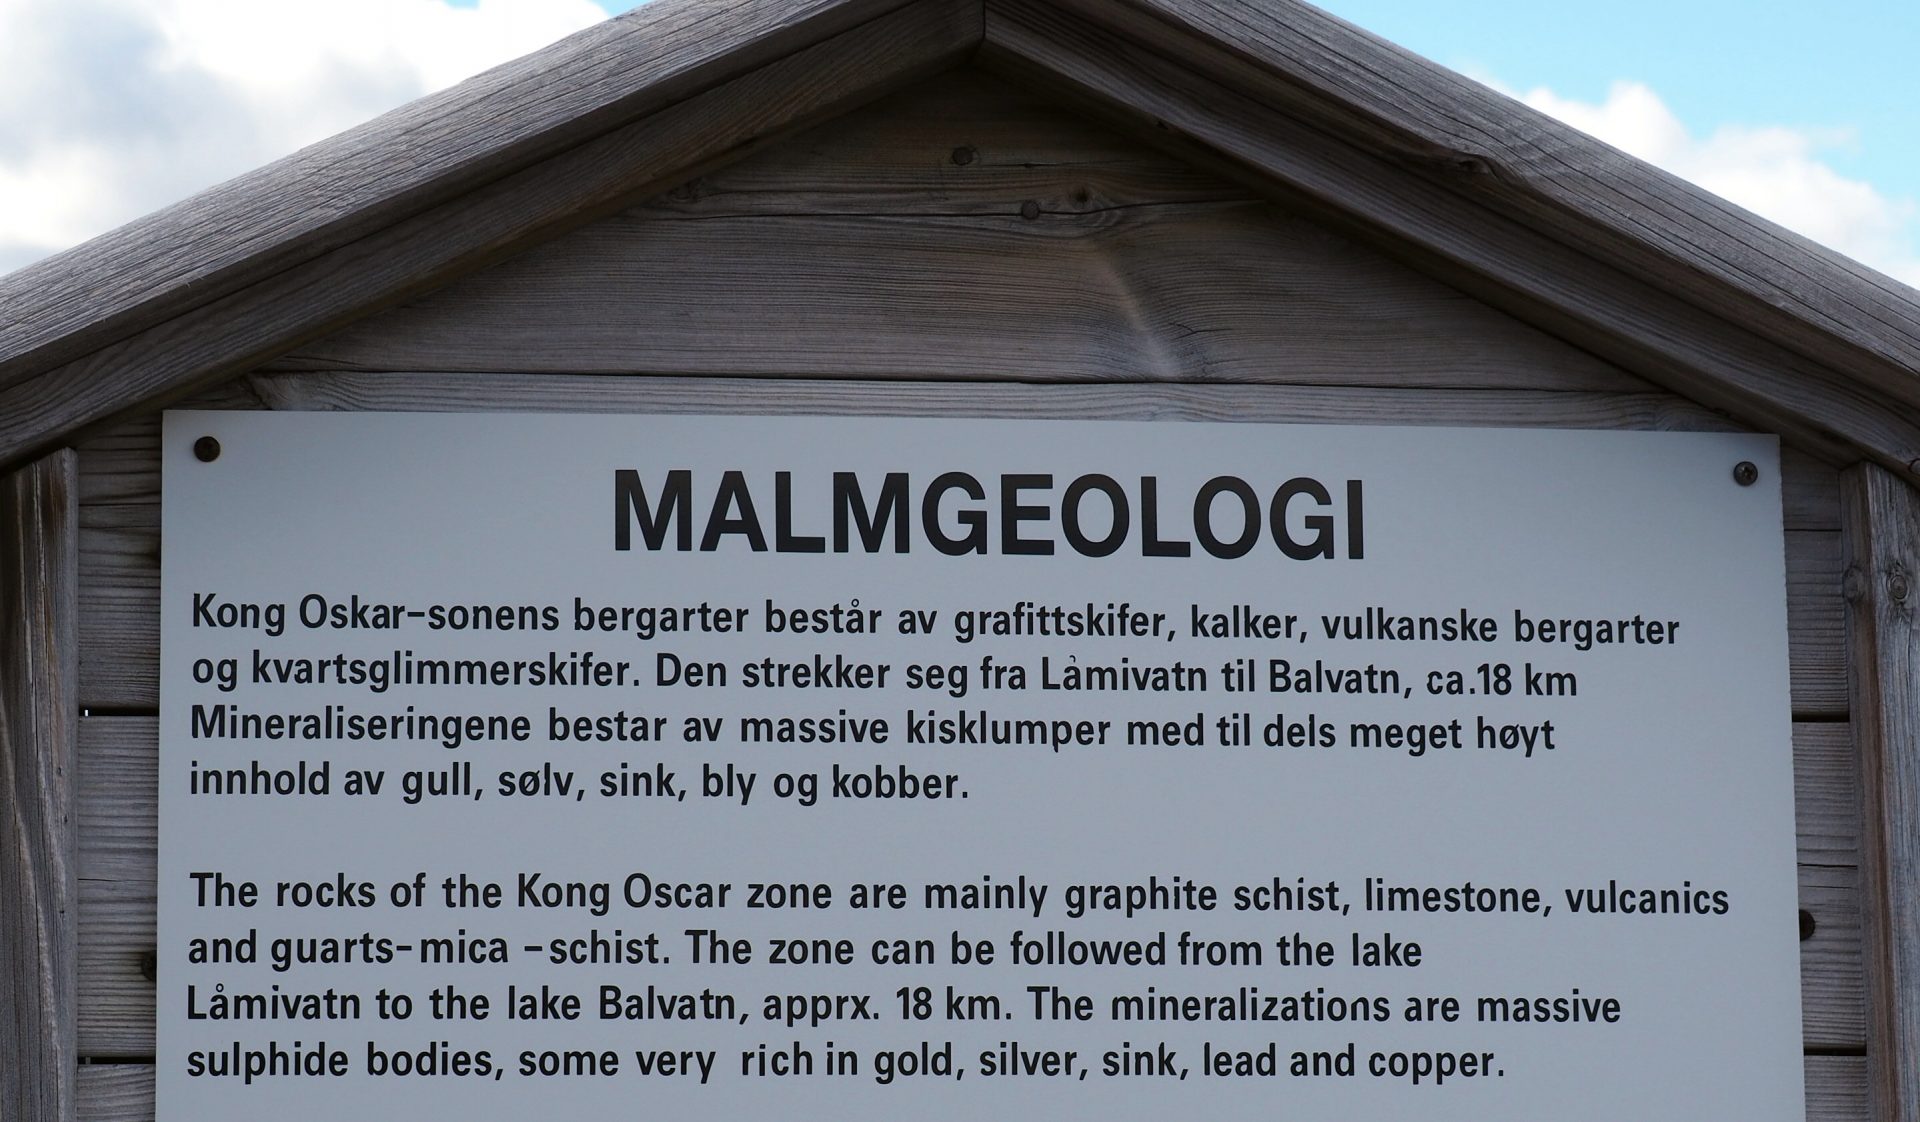 MALMGEOLOGI
Kong Oskar-sonens bergarter består av grafittskifer, kalker, vulkanske bergarter
og kvartsglimmerskifer. Den strekker seg fra Låmivatn til Balvatn, ca.18 km
Mineraliseringene bestar av massive kisklumper med til dels meget høyt
innhold av gull, sølv, sink, bly og kobber.
The rocks of the Kong Oscar zone are mainly graphite schist, limestone, vulcanics
and guarts-mica -schist. The zone can be followed from the lake
Låmivatn to the lake Balvatn, apprx. 18 km. The mineralizations are massive
sulphide bodies, some very rich in gold, silver, sink, lead and copper.